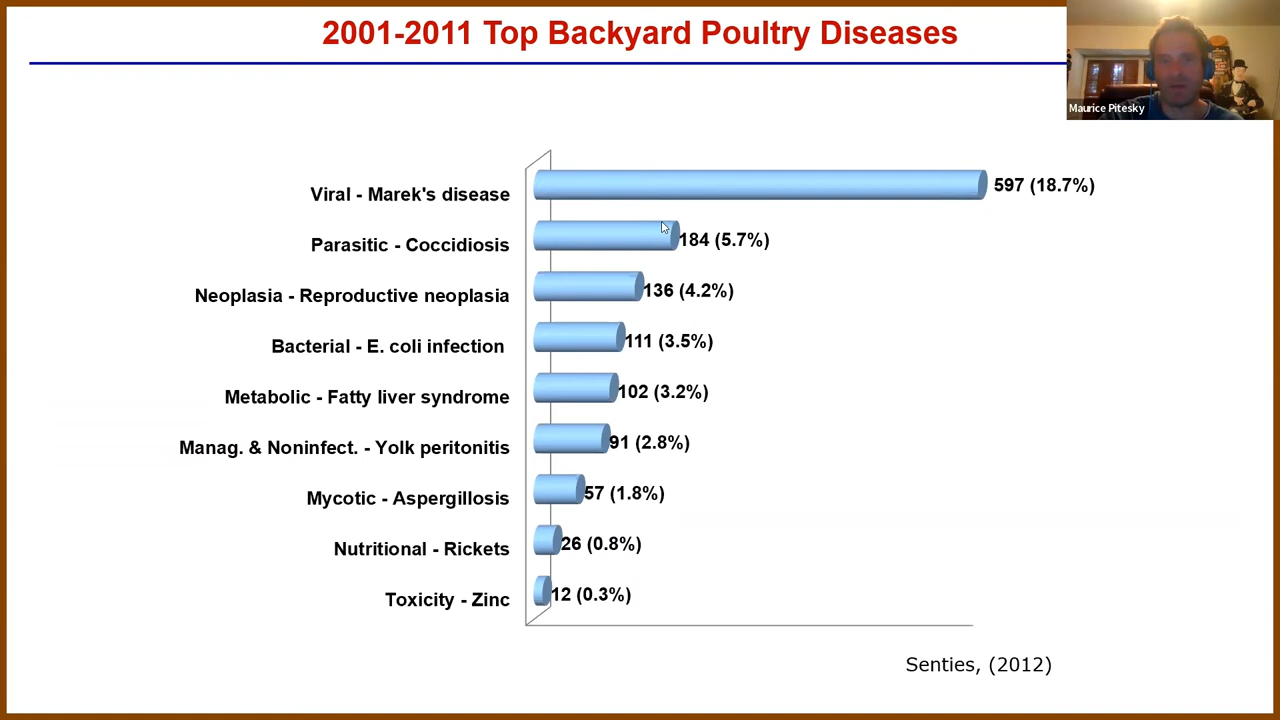 2001-2011 Top Backyard Poultry Diseases
Maurice Pitesky
Viral - Marek's disease 597 (18.7%)
Parasitic - Coccidiosis 184 (5.7%)
Neoplasia - Reproductive neoplasia 136 (4.2%)
Bacterial - E. coli infection 111 (3.5%)
Metabolic - Fatty liver syndrome 102 (3.2%)
Manag. & Noninfect. - Yolk peritonitis 91 (2.8%)
Mycotic - Aspergillosis 57 (1.8%)
Nutritional - Rickets 26 (0.8%)
Toxicity - Zinc 12 (0.3%)
Senties, (2012)